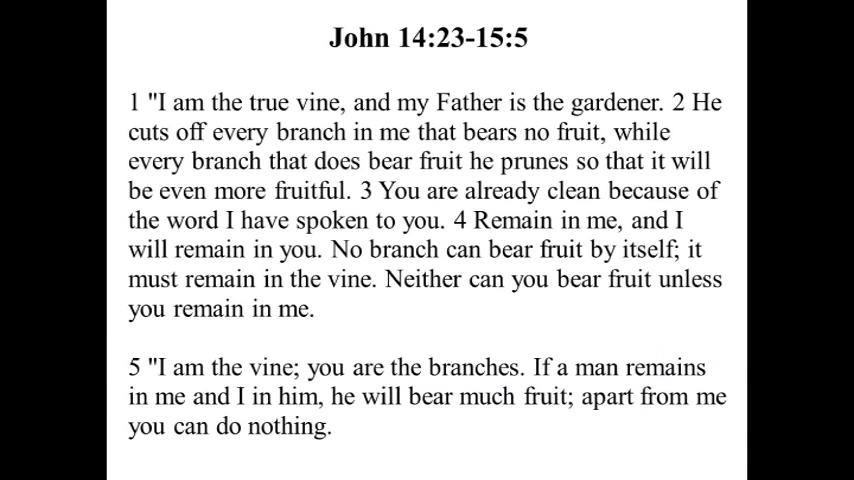 John 14:23-15:5
1 "I am the true vine, and my Father is the gardener. 2 He
cuts off every branch in me that bears no fruit, while
every branch that does bear fruit he prunes so that it will
be even more fruitful. 3 You are already clean because of
the word I have spoken to you. 4 Remain in me, and I
will remain in you. No branch can bear fruit by itself; it
must remain in the vine. Neither can you bear fruit unless
you remain in me.
5 "I am the vine; you are the branches. If a man remains
in me and I in him, he will bear much fruit; apart from me
you can do nothing.